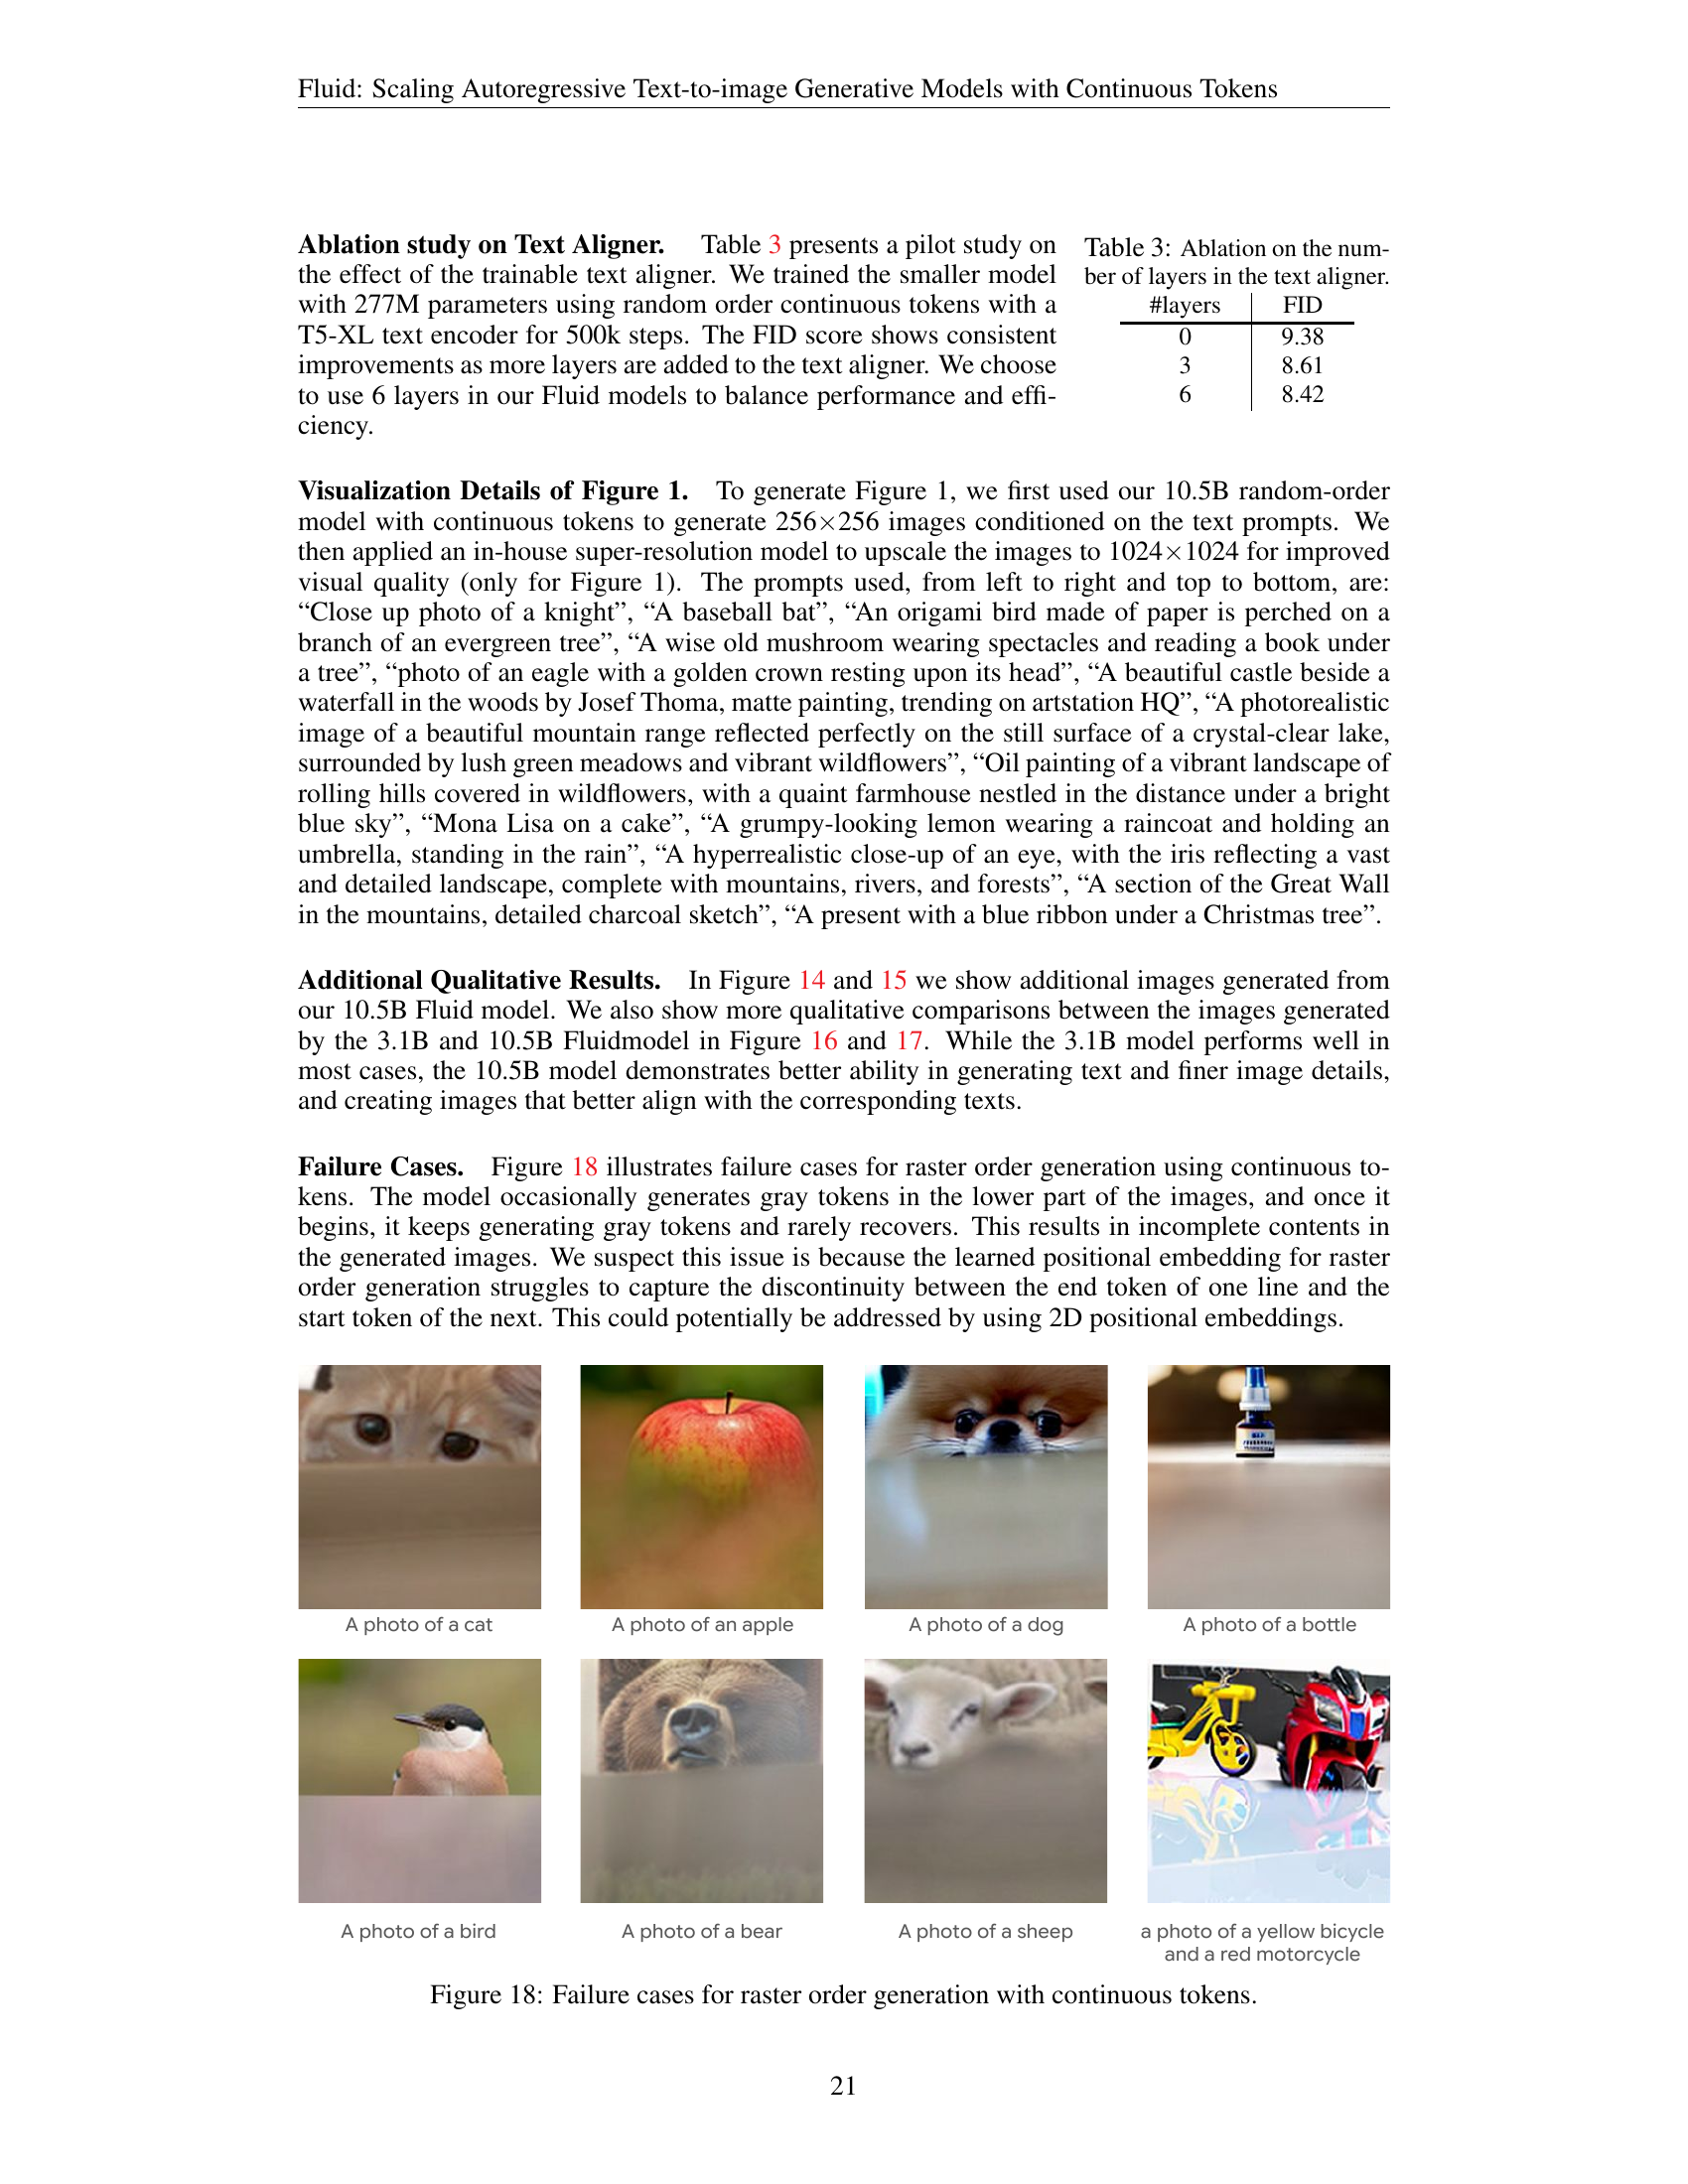 Fluid: Scaling Autoregressive Text-to-image Generative Models with Continuous Tokens
Ablation study on Text Aligner. Table 3 presents a pilot study on
the effect of the trainable text aligner. We trained the smaller model
with 277M parameters using random order continuous tokens with a
T5-XL text encoder for 500k steps. The FID score shows consistent
improvements as more layers are added to the text aligner. We choose
to use 6 layers in our Fluid models to balance performance and effi-
ciency.
Table 3: Ablation on the num-
ber of layers in the text aligner.
#layers FID
0 9.38
3 8.61
6 8.42
Visualization Details of Figure 1. To generate Figure 1, we first used our 10.5B random-order
model with continuous tokens to generate 256×256 images conditioned on the text prompts. We
then applied an in-house super-resolution model to upscale the images to 1024×1024 for improved
visual quality (only for Figure 1). The prompts used, from left to right and top to bottom, are:
“Close up photo of a knight”, “A baseball bat”, “An origami bird made of paper is perched on a
branch of an evergreen tree”, “A wise old mushroom wearing spectacles and reading a book under
a tree”, “photo of an eagle with a golden crown resting upon its head”, “A beautiful castle beside a
waterfall in the woods by Josef Thoma, matte painting, trending on artstation HQ”, “A photorealistic
image of a beautiful mountain range reflected perfectly on the still surface of a crystal-clear lake,
surrounded by lush green meadows and vibrant wildflowers”, “Oil painting of a vibrant landscape of
rolling hills covered in wildflowers, with a quaint farmhouse nestled in the distance under a bright
blue sky”, “Mona Lisa on a cake”, “A grumpy-looking lemon wearing a raincoat and holding an
umbrella, standing in the rain”, “A hyperrealistic close-up of an eye, with the iris reflecting a vast
and detailed landscape, complete with mountains, rivers, and forests”, “A section of the Great Wall
in the mountains, detailed charcoal sketch”, “A present with a blue ribbon under a Christmas tree”.
Additional Qualitative Results. In Figure 14 and 15 we show additional images generated from
our 10.5B Fluid model. We also show more qualitative comparisons between the images generated
by the 3.1B and 10.5B Fluidmodel in Figure 16 and 17. While the 3.1B model performs well in
most cases, the 10.5B model demonstrates better ability in generating text and finer image details,
and creating images that better align with the corresponding texts.
Failure Cases. Figure 18 illustrates failure cases for raster order generation using continuous to-
kens. The model occasionally generates gray tokens in the lower part of the images, and once it
begins, it keeps generating gray tokens and rarely recovers. This results in incomplete contents in
the generated images. We suspect this issue is because the learned positional embedding for raster
order generation struggles to capture the discontinuity between the end token of one line and the
start token of the next. This could potentially be addressed by using 2D positional embeddings.
A photo of a cat
A photo of an apple
A photo of a dog
A photo of a bottle
A photo of a bird
A photo of a bear
A photo of a sheep
a photo of a yellow bicycle
and a red motorcycle
Figure 18: Failure cases for raster order generation with continuous tokens.
21